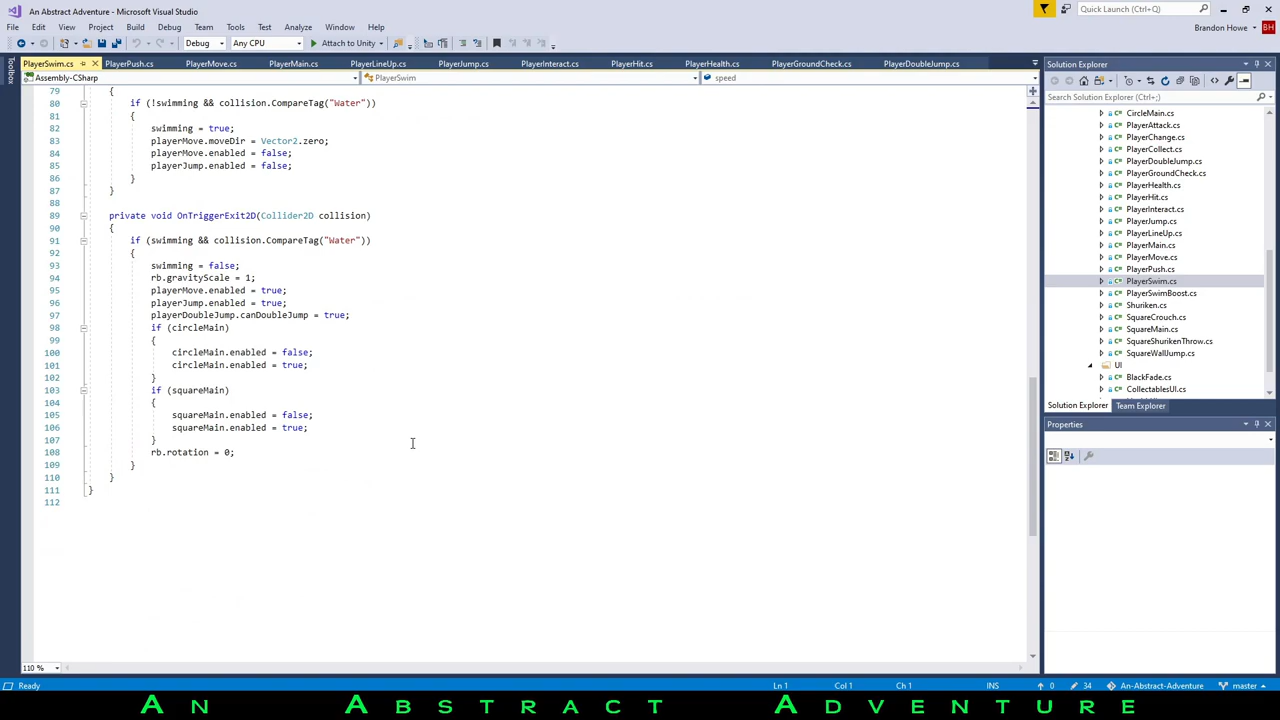 An Abstract Adventure - Microsoft Visual Studio
Quick Launch (Ctrl+Q)
File Edit View Project Build Debug Team Tools Test Analyze Window Help
Brandon Howe BH
Debug Any CPU Attach to Unity
Toolbox
PlayerSwim.cs PlayerPush.cs PlayerMove.cs PlayerMain.cs PlayerLineUp.cs PlayerJump.cs PlayerInteract.cs PlayerHit.cs PlayerHealth.cs PlayerGroundCheck.cs PlayerDoubleJump.cs
Assembly-CSharp PlayerSwim speed
79 {
80 if (!swimming && collision.CompareTag("Water"))
81 {
82 swimming = true;
83 playerMove.moveDir = Vector2.zero;
84 playerMove.enabled = false;
85 playerJump.enabled = false;
86 }
87 }
88
89 private void OnTriggerExit2D(Collider2D collision)
90 {
91 if (swimming && collision.CompareTag("Water"))
92 {
93 swimming = false;
94 rb.gravityScale = 1;
95 playerMove.enabled = true;
96 playerJump.enabled = true;
97 playerDoubleJump.canDoubleJump = true;
98 if (circleMain)
99 {
100 circleMain.enabled = false;
101 circleMain.enabled = true;
102 }
103 if (squareMain)
104 {
105 squareMain.enabled = false;
106 squareMain.enabled = true;
107 }
108 rb.rotation = 0;
109 }
110 }
111 }
112
110 %
Solution Explorer
Search Solution Explorer (Ctrl+;)
CircleMain.cs
PlayerAttack.cs
PlayerChange.cs
PlayerCollect.cs
PlayerDoubleJump.cs
PlayerGroundCheck.cs
PlayerHealth.cs
PlayerHit.cs
PlayerInteract.cs
PlayerJump.cs
PlayerLineUp.cs
PlayerMain.cs
PlayerMove.cs
PlayerPush.cs
PlayerSwim.cs
PlayerSwimBoost.cs
Shuriken.cs
SquareCrouch.cs
SquareMain.cs
SquareShurikenThrow.cs
SquareWallJump.cs
UI
BlackFade.cs
CollectablesUI.cs
Solution Explorer Team Explorer
Properties
Ready Ln 1 Col 1 Ch 1 INS 0 34 An-Abstract-Adventure master
An Abstract Adventure